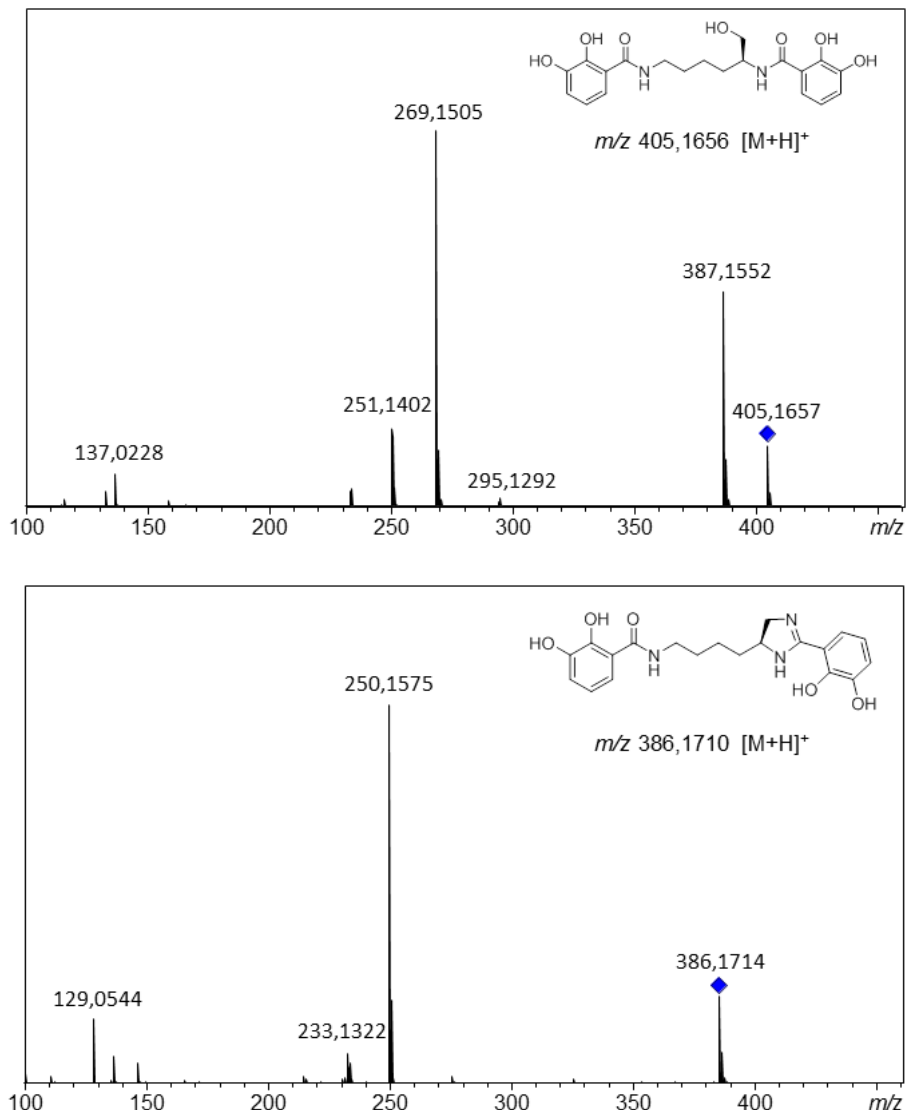 HO OH O N H HO N H O OH OH
m/z 405,1656 [M+H]+
269,1505
387,1552
251,1402
405,1657
137,0228
295,1292
100 150 200 250 300 350 400 m/z
HO OH O N H N N H HO OH
m/z 386,1710 [M+H]+
250,1575
386,1714
129,0544
233,1322
100 150 200 250 300 350 400 m/z